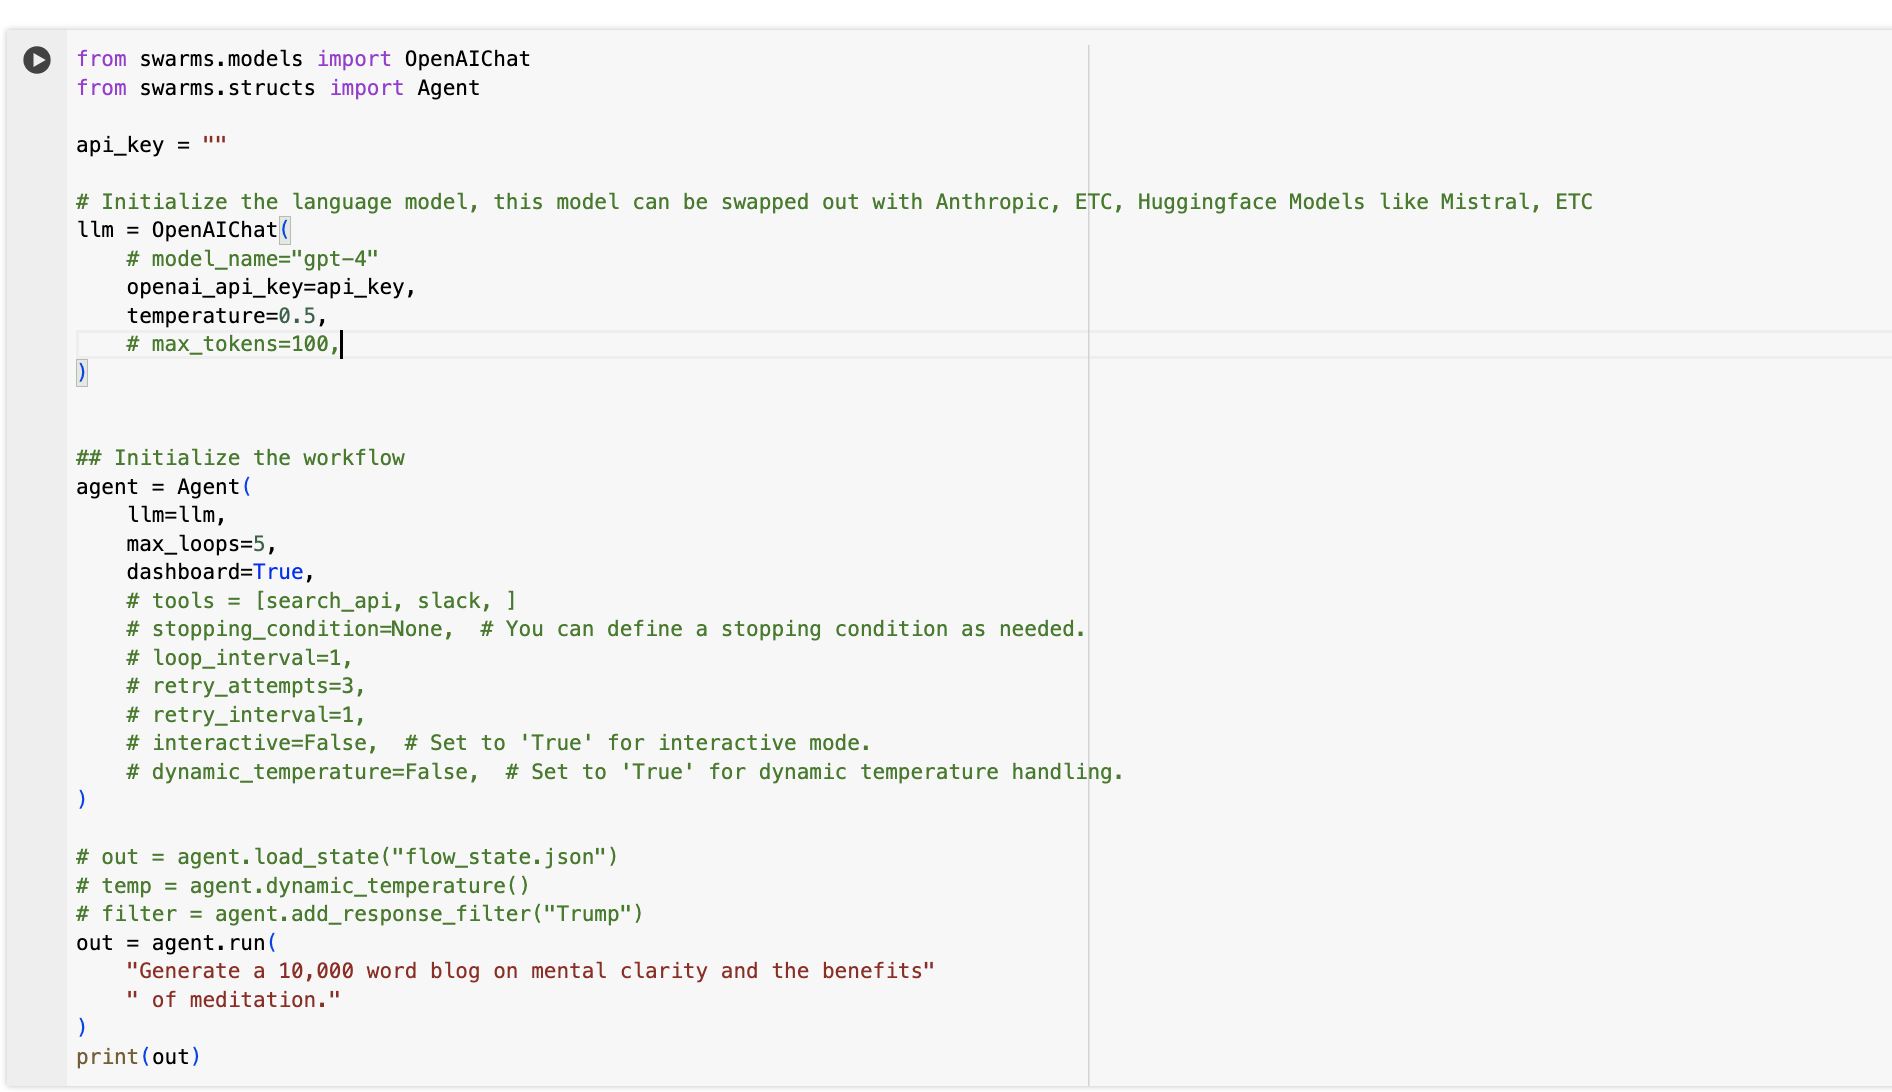 from swarms.models import OpenAIChat
from swarms.structs import Agent
api_key = ""
# Initialize the language model, this model can be swapped out with Anthropic, ETC, Huggingface Models like Mistral, ETC
llm = OpenAIChat(
    # model_name="gpt-4"
    openai_api_key=api_key,
    temperature=0.5,
    # max_tokens=100,
)
## Initialize the workflow
agent = Agent(
    llm=llm,
    max_loops=5,
    dashboard=True,
    # tools = [search_api, slack, ]
    # stopping_condition=None,  # You can define a stopping condition as needed.
    # loop_interval=1,
    # retry_attempts=3,
    # retry_interval=1,
    # interactive=False,  # Set to 'True' for interactive mode.
    # dynamic_temperature=False,  # Set to 'True' for dynamic temperature handling.
)
# out = agent.load_state("flow_state.json")
# temp = agent.dynamic_temperature()
# filter = agent.add_response_filter("Trump")
out = agent.run(
    "Generate a 10,000 word blog on mental clarity and the benefits"
    " of meditation."
)
print(out)